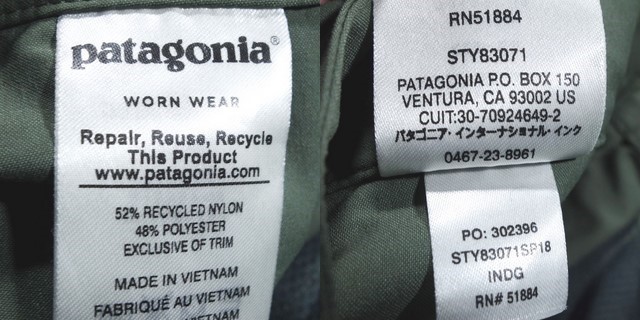 patagonia®
WORN WEAR
Repair, Reuse, Recycle
This Product
www.patagonia.com
52% RECYCLED NYLON
48% POLYESTER
EXCLUSIVE OF TRIM
MADE IN VIETNAM
FABRIQUÉ AU VIETNAM
VIETNAM
RN51884
STY83071
PATAGONIA P.O. BOX 150
VENTURA, CA 93002 US
CUIT:30-70924649-2
パタゴニア・インターナショナル・インク
0467-23-8961
PO: 302396
STY83071SP18
INDG
RN# 51884